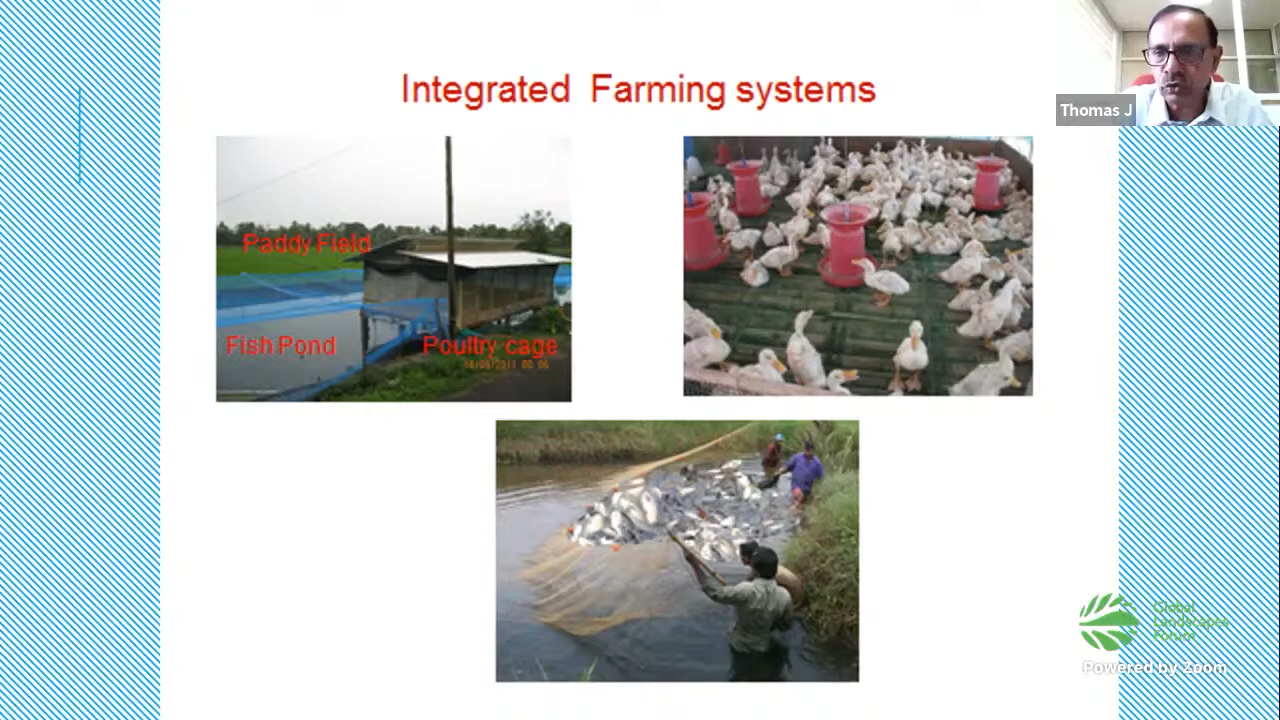 Integrated Farming systems
Thomas J
Paddy Field
Fish Pond
Poultry cage
Global
Landscapes
Forum
Powered by Zoom